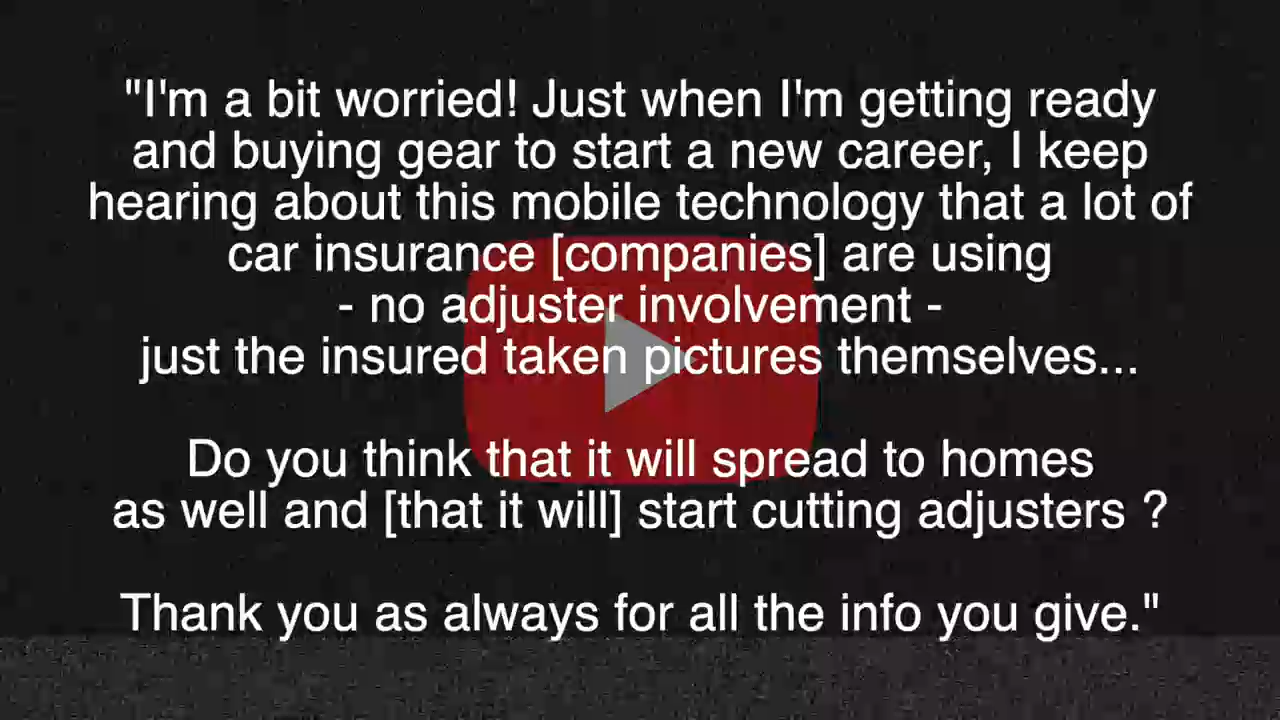 "I'm a bit worried! Just when I'm getting ready
and buying gear to start a new career, I keep
hearing about this mobile technology that a lot of
car insurance [companies] are using
- no adjuster involvement -
just the insured taken pictures themselves...
Do you think that it will spread to homes
as well and [that it will] start cutting adjusters ?
Thank you as always for all the info you give."